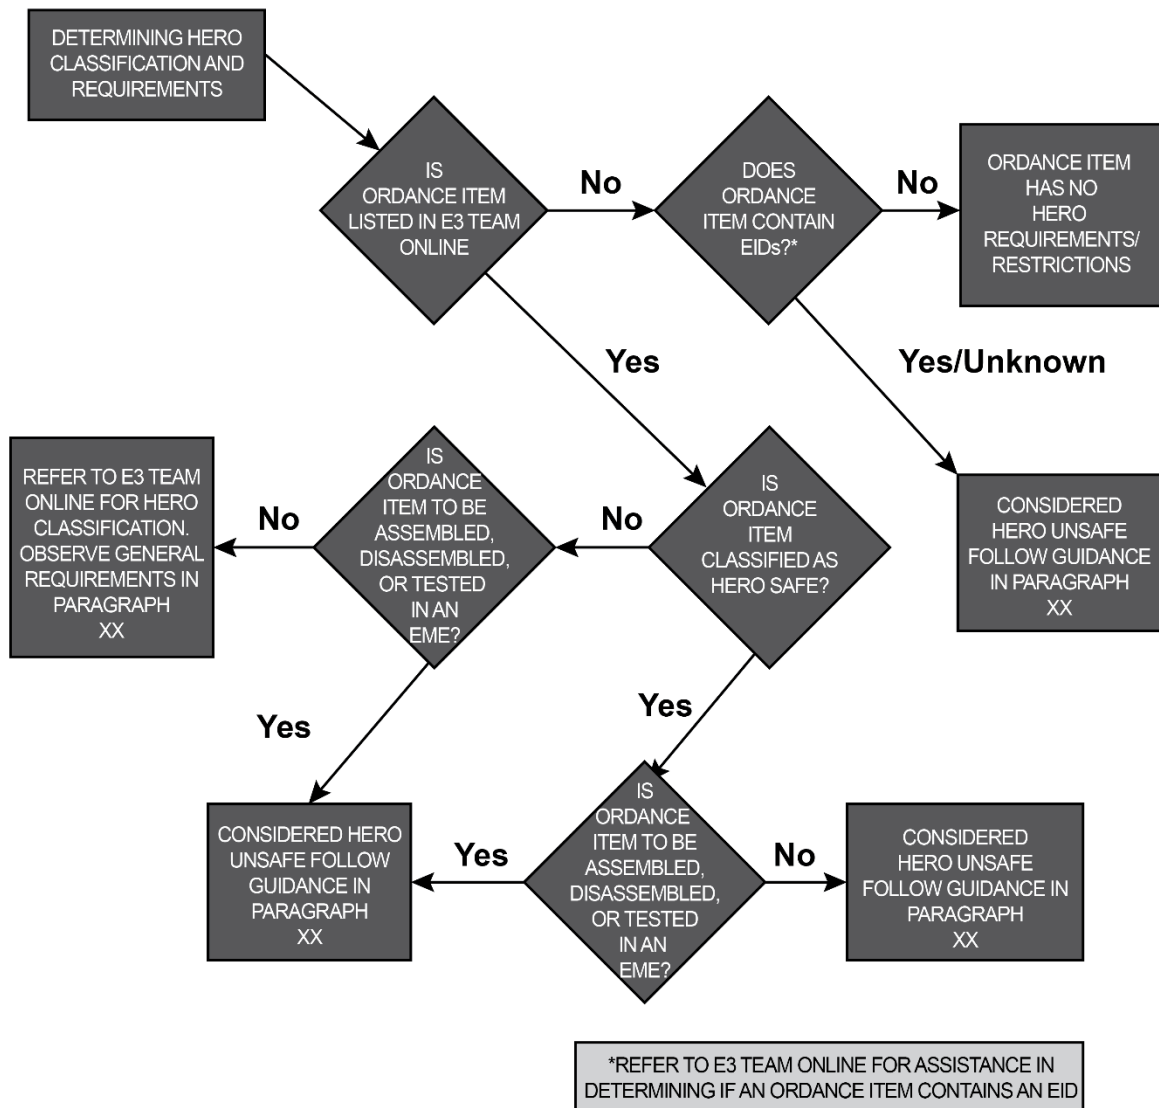 DETERMINING HERO
CLASSIFICATION AND
REQUIREMENTS
IS
ORDANCE ITEM
LISTED IN E3 TEAM
ONLINE
No
DOES
ORDANCE
ITEM CONTAIN
EIDs?*
No
ORDANCE ITEM
HAS NO
HERO
REQUIREMENTS/
RESTRICTIONS
Yes
Yes/Unknown
REFER TO E3 TEAM
ONLINE FOR HERO
CLASSIFICATION.
OBSERVE GENERAL
REQUIREMENTS IN
PARAGRAPH
XX
No
IS
ORDANCE
ITEM TO BE
ASSEMBLED,
DISASSEMBLED,
OR TESTED
IN AN
EME?
No
IS
ORDANCE
ITEM
CLASSIFIED AS
HERO SAFE?
CONSIDERED
HERO UNSAFE
FOLLOW GUIDANCE
IN PARAGRAPH
XX
Yes
Yes
CONSIDERED HERO
UNSAFE FOLLOW
GUIDANCE IN
PARAGRAPH
XX
Yes
IS
ORDANCE
ITEM TO BE
ASSEMBLED,
DISASSEMBLED,
OR TESTED
IN AN
EME?
No
CONSIDERED
HERO UNSAFE
FOLLOW GUIDANCE IN
PARAGRAPH
XX
*REFER TO E3 TEAM ONLINE FOR ASSISTANCE IN
DETERMINING IF AN ORDANCE ITEM CONTAINS AN EID